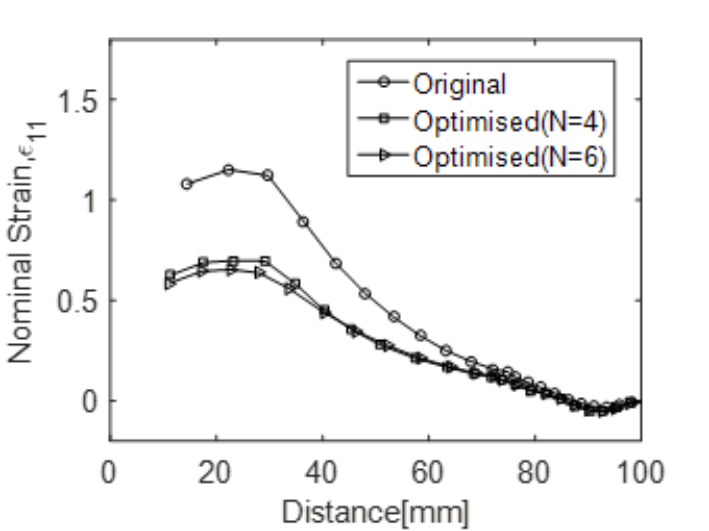 Original
Optimised(N=4)
Optimised(N=6)
Nominal Strain,ϵ11
1.5
1
0.5
0
0 20 40 60 80 100
Distance[mm]